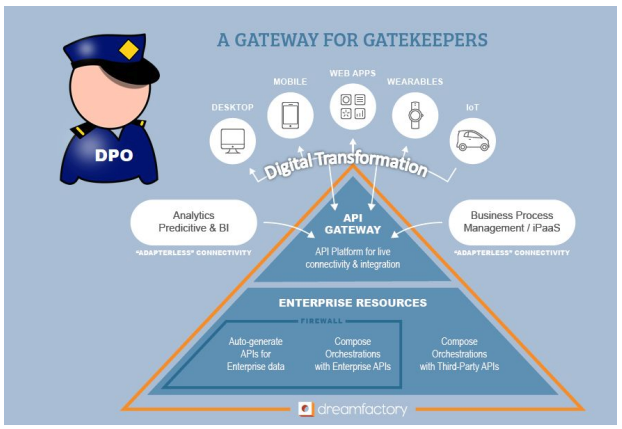 A GATEWAY FOR GATEKEEPERS
DPO
DESKTOP
MOBILE
WEB APPS
WEARABLES
IoT
Digital Transformation
Analytics
Predicitive & BI
"ADAPTERLESS" CONNECTIVITY
Business Process
Management / iPaaS
"ADAPTERLESS" CONNECTIVITY
API
GATEWAY
API Platform for live
connectivity & integration
ENTERPRISE RESOURCES
FIREWALL
Auto-generate
APIs for
Enterprise data
Compose
Orchestrations
with Enterprise APIs
Compose
Orchestrations
with Third-Party APIs
dreamfactory